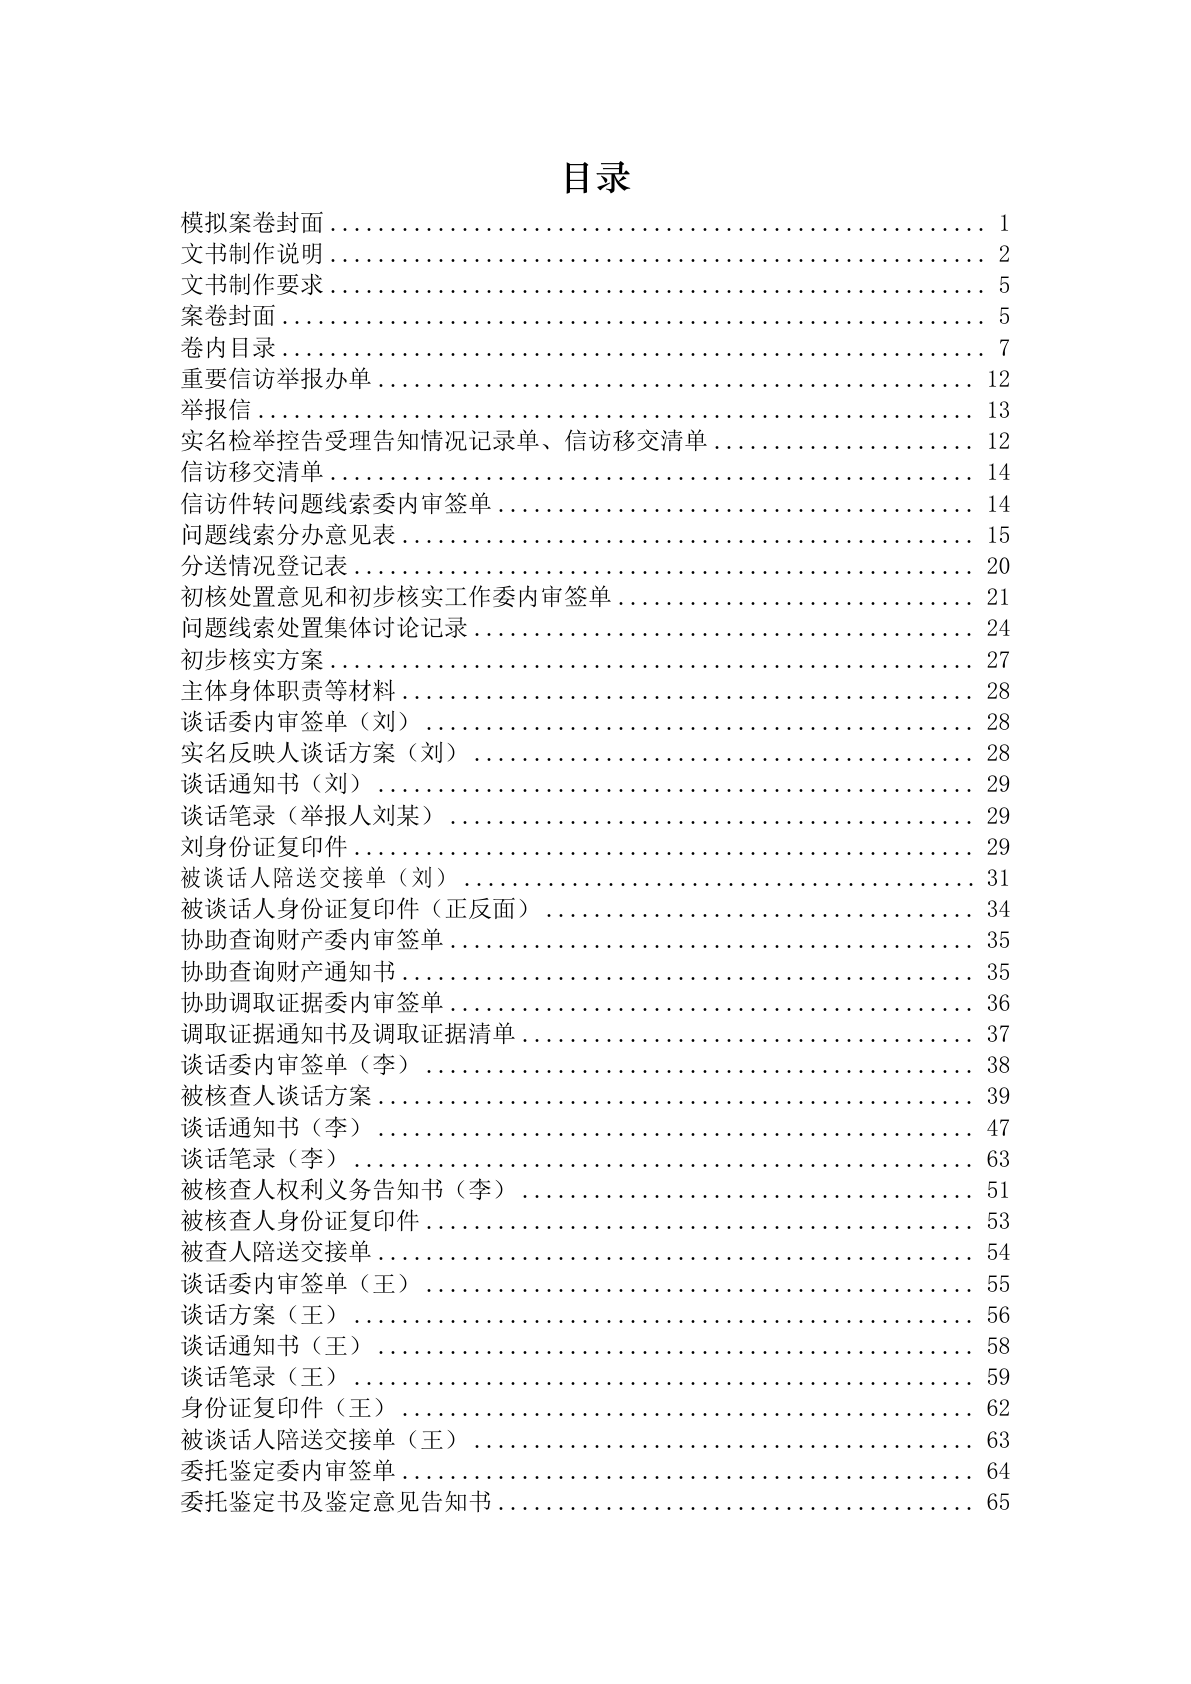 目录
模拟案卷封面....................................................... 1
文书制作说明....................................................... 2
文书制作要求....................................................... 5
案卷封面........................................................... 5
卷内目录........................................................... 7
重要信访举报办单.................................................. 12
举报信............................................................ 13
实名检举控告受理告知情况记录单、信访移交清单...................... 12
信访移交清单...................................................... 14
信访件转问题线索委内审签单........................................ 14
问题线索分办意见表................................................ 15
分送情况登记表.................................................... 20
初核处置意见和初步核实工作委内审签单.............................. 21
问题线索处置集体讨论记录.......................................... 24
初步核实方案...................................................... 27
主体身体职责等材料................................................ 28
谈话委内审签单（刘）.............................................. 28
实名反映人谈话方案（刘）.......................................... 28
谈话通知书（刘）.................................................. 29
谈话笔录（举报人刘某）............................................ 29
刘身份证复印件.................................................... 29
被谈话人陪送交接单（刘）........................................... 31
被谈话人身份证复印件（正反面）.................................... 34
协助查询财产委内审签单............................................ 35
协助查询财产通知书................................................ 35
协助调取证据委内审签单............................................ 36
调取证据通知书及调取证据清单...................................... 37
谈话委内审签单（李）.............................................. 38
被核查人谈话方案.................................................. 39
谈话通知书（李）.................................................. 47
谈话笔录（李）.................................................... 63
被核查人权利义务告知书（李）...................................... 51
被核查人身份证复印件.............................................. 53
被查人陪送交接单.................................................. 54
谈话委内审签单（王）.............................................. 55
谈话方案（王）.................................................... 56
谈话通知书（王）.................................................. 58
谈话笔录（王）.................................................... 59
身份证复印件（王）................................................ 62
被谈话人陪送交接单（王）.......................................... 63
委托鉴定委内审签单................................................ 64
委托鉴定书及鉴定意见告知书........................................ 65